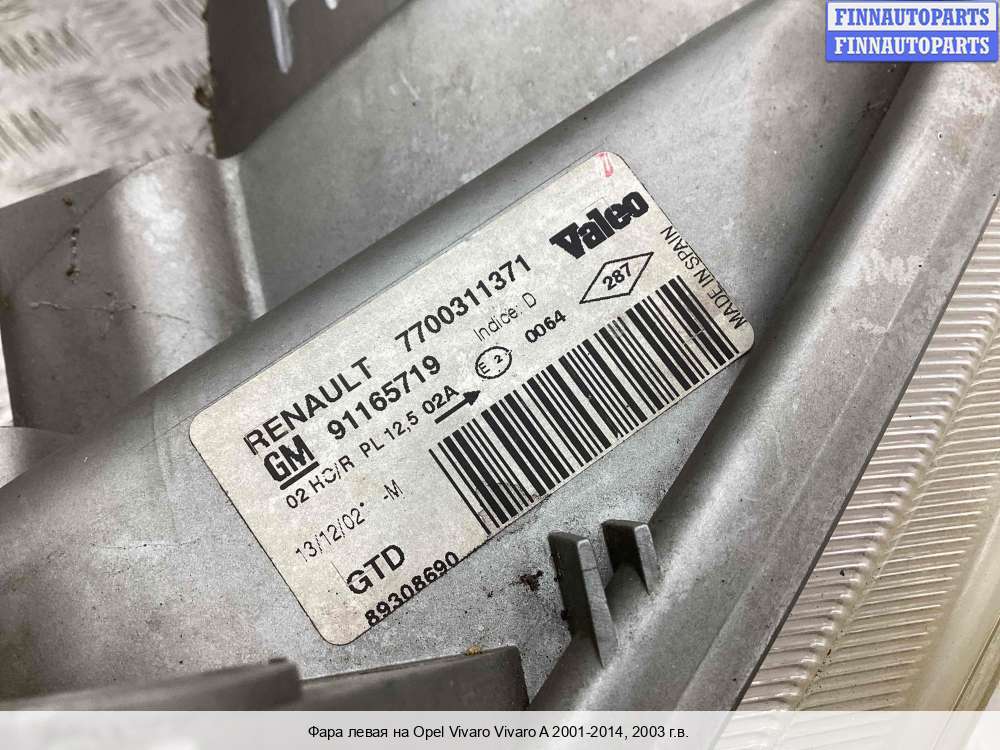 FINNAUTOPARTS
FINNAUTOPARTS
Valeo
RENAULT 7700311371
GM 91165719 Indice: D
287
MADE IN SPAIN
02 HC/R PL 12,5 02A E 2 0064
13/12/02* -M
GTD
89308690
Фара левая на Opel Vivaro Vivaro A 2001-2014, 2003 г.в.